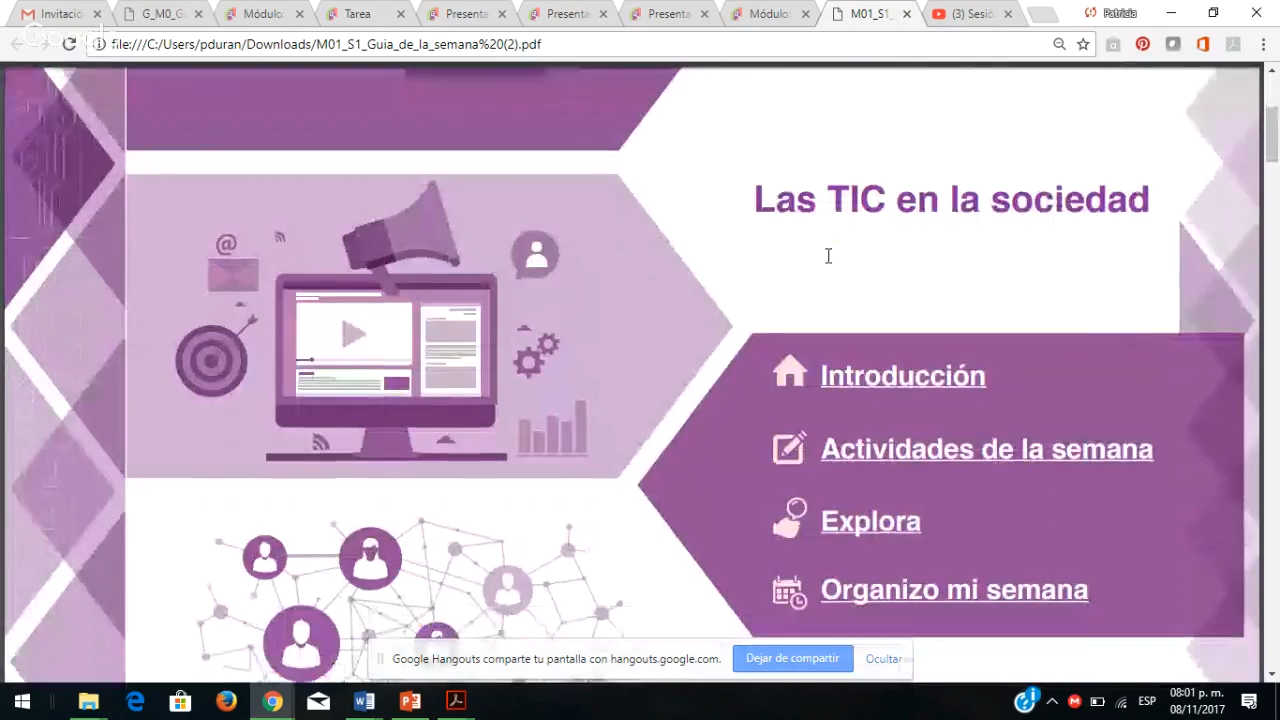 Invitació
G_M0_G
Módulo:
Tarea
Presenta
Presenta
Presenta
Módulo:
M01_S1_
(3) Sesió
Patricia
file:///C:/Users/pduran/Downloads/M01_S1_Guia_de_la_semana%20(2).pdf
Las TIC en la sociedad
@
Introducción
Actividades de la semana
Explora
Organizo mi semana
Google Hangouts comparte tu pantalla con hangouts.google.com.
Dejar de compartir
Ocultar
ESP
08:01 p. m.
08/11/2017